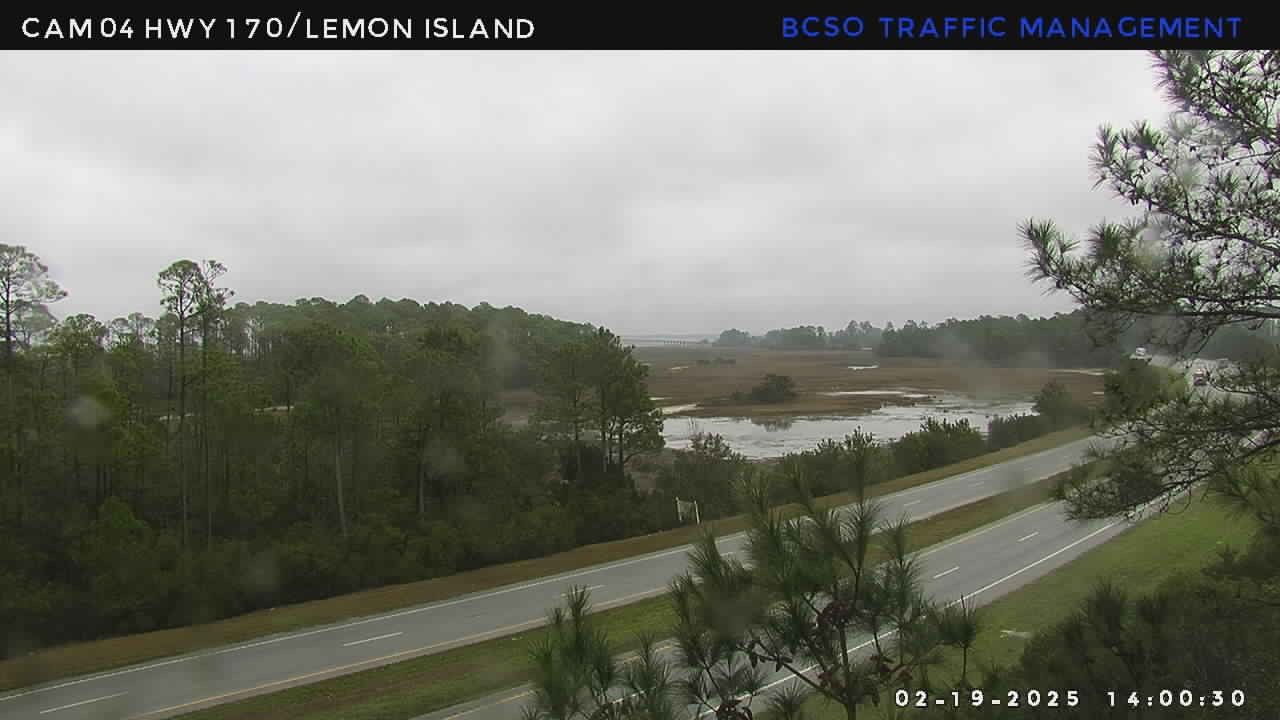 CAM04 HWY 170/LEMON ISLAND
BCSO TRAFFIC MANAGEMENT
02-19-2025 14:00:30